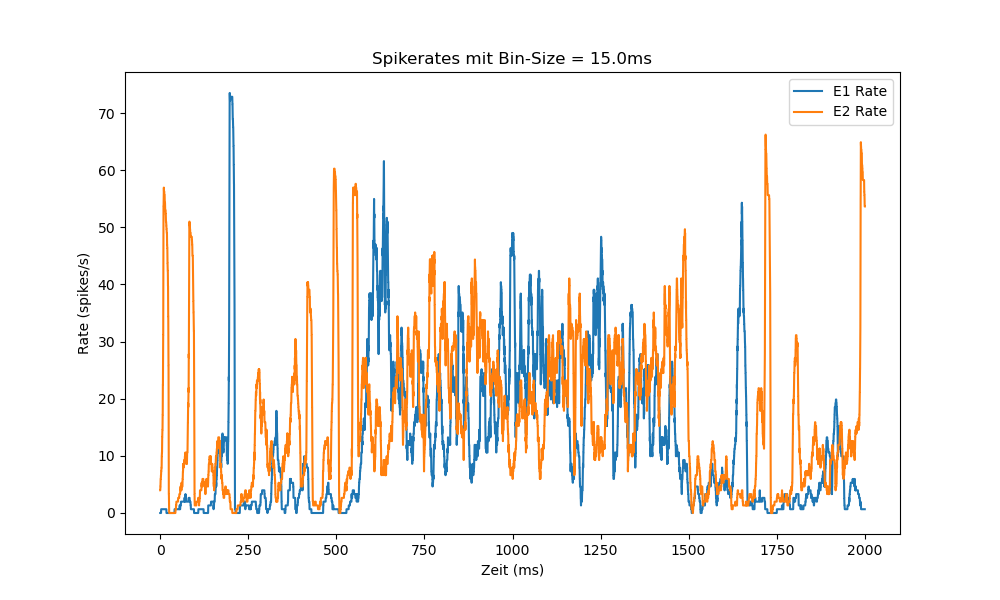 Spikerates mit Bin-Size = 15.0ms
E1 Rate
E2 Rate
Rate (spikes/s)
70
60
50
40
30
20
10
0
0 250 500 750 1000 1250 1500 1750 2000
Zeit (ms)